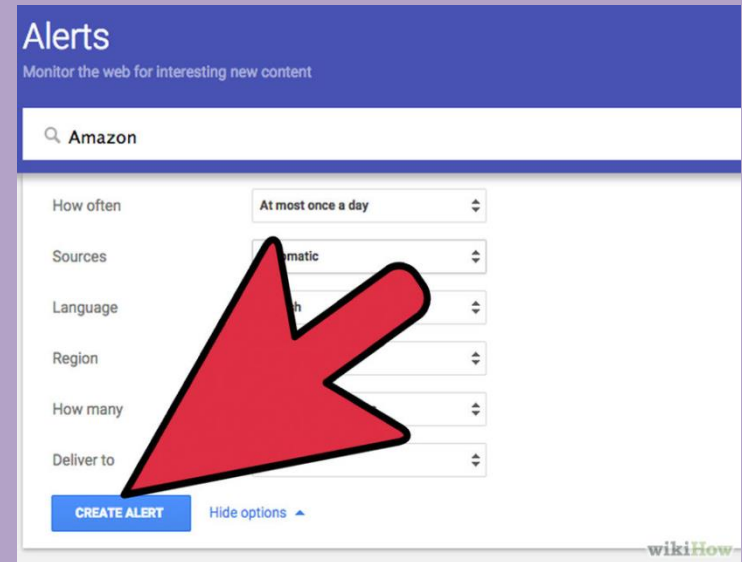 Alerts
Monitor the web for interesting new content
Amazon
How often At most once a day
Sources
Language
Region
How many
Deliver to
CREATE ALERT Hide options
wikiHow